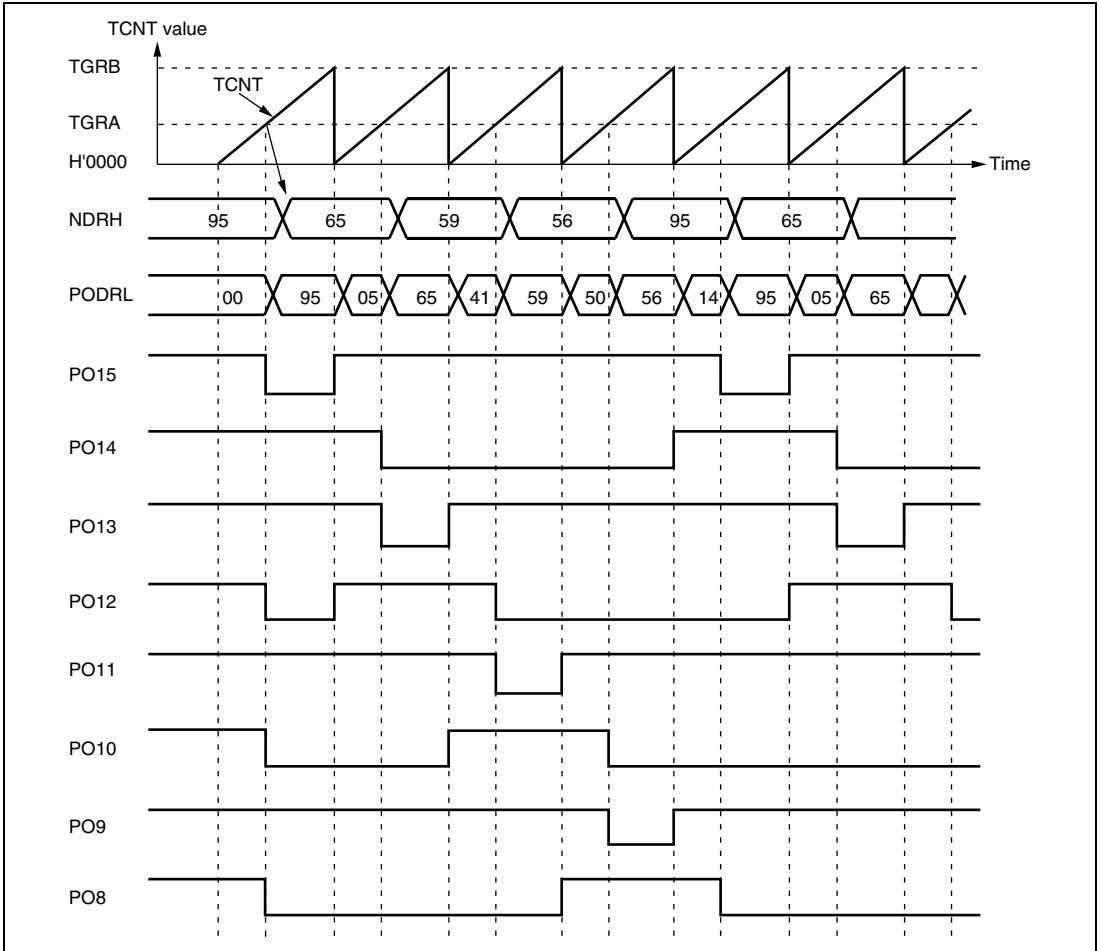 TCNT value
TGRB
TCNT
TGRA
H'0000
Time
NDRH 95 65 59 56 95 65
PODRL 00 95 05 65 41 59 50 56 14 95 05 65
PO15
PO14
PO13
PO12
PO11
PO10
PO9
PO8